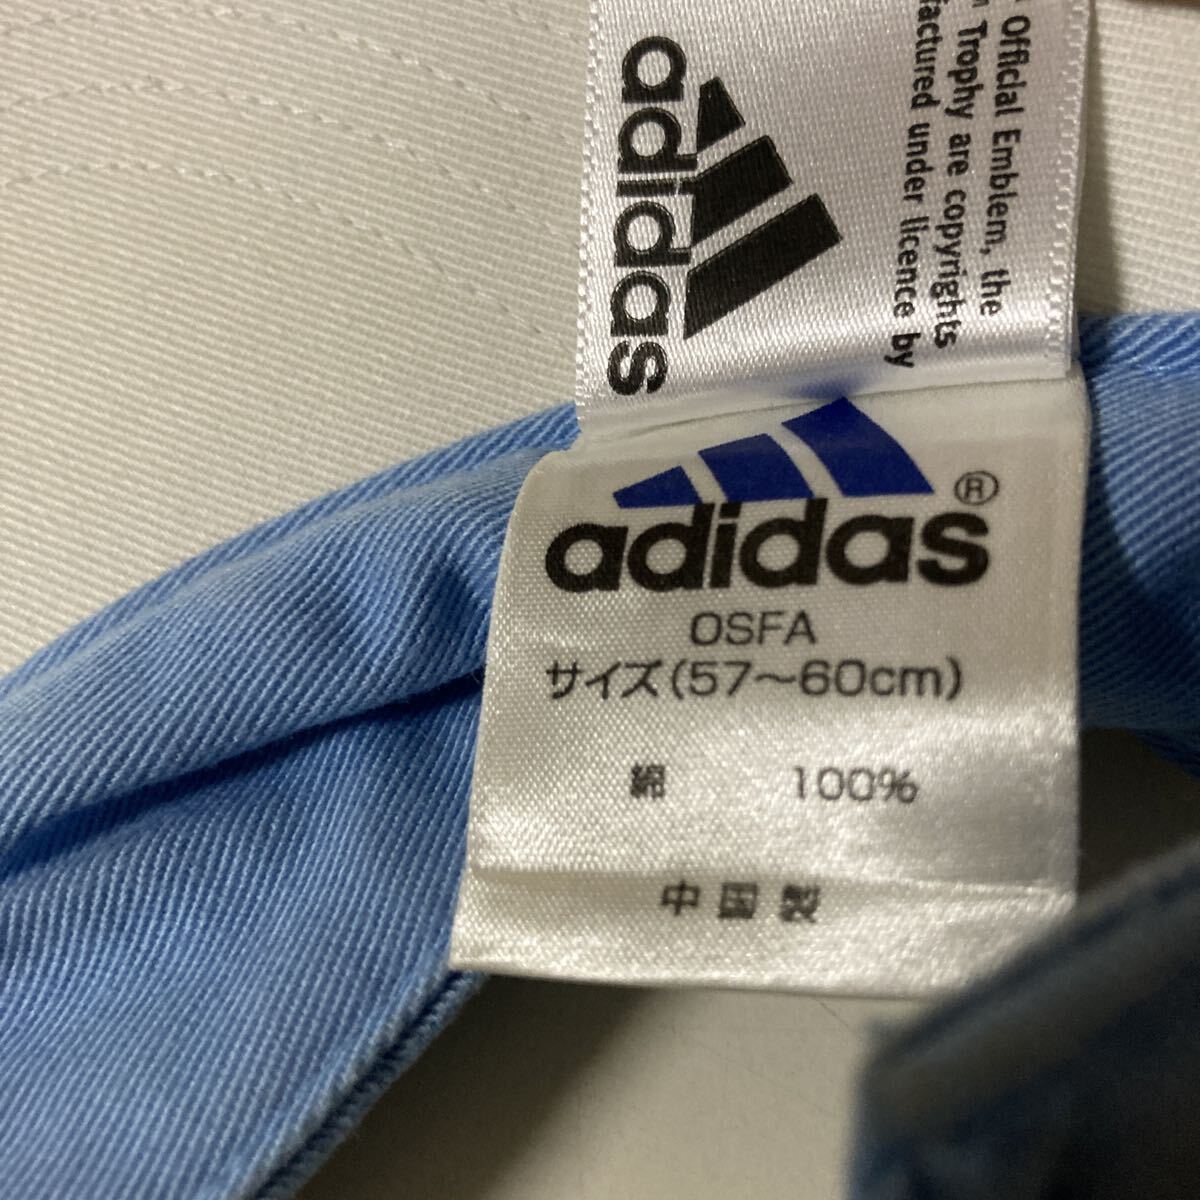 Official Emblem, the
Trophy are copyrights
actured under licence by
adidas
adidas®
OSFA
サイズ(57～60cm)
綿 100%
中国製